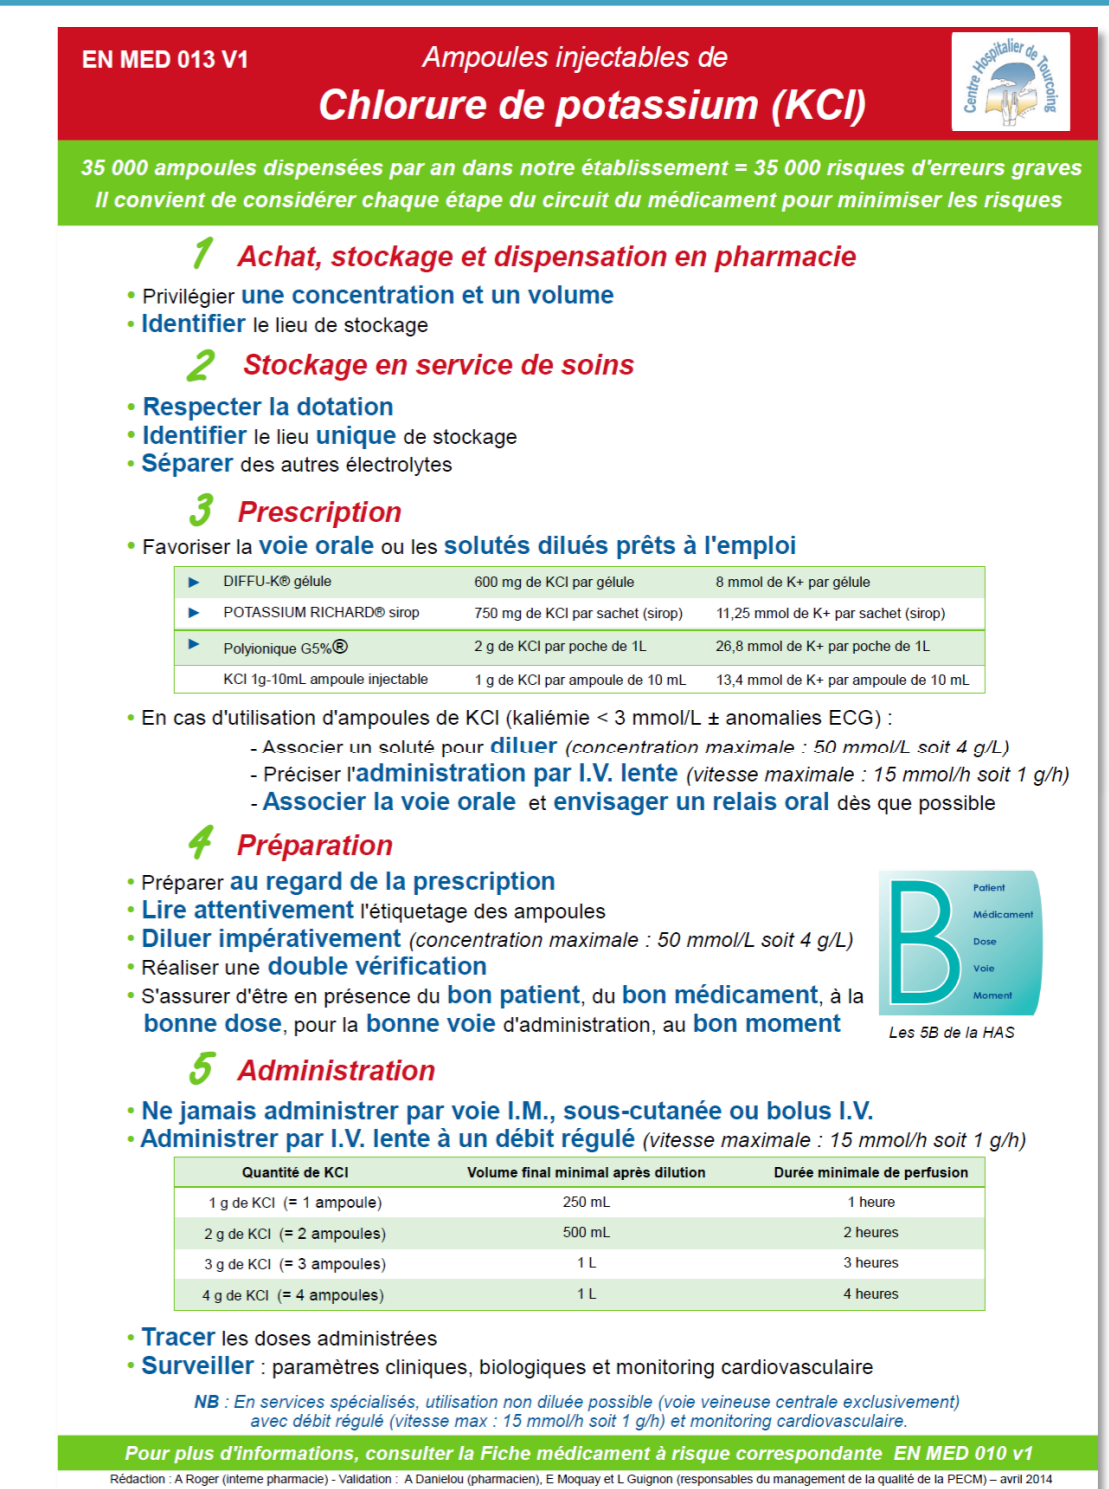 EN MED 013 V1
Ampoules injectables de
Chlorure de potassium (KCl)
Centre Hospitalier de Tourcoing
35 000 ampoules dispensées par an dans notre établissement = 35 000 risques d'erreurs graves
Il convient de considérer chaque étape du circuit du médicament pour minimiser les risques
1 Achat, stockage et dispensation en pharmacie
• Privilégier une concentration et un volume
• Identifier le lieu de stockage
2 Stockage en service de soins
• Respecter la dotation
• Identifier le lieu unique de stockage
• Séparer des autres électrolytes
3 Prescription
• Favoriser la voie orale ou les solutés dilués prêts à l'emploi
► DIFFU-K® gélule 600 mg de KCl par gélule 8 mmol de K+ par gélule
► POTASSIUM RICHARD® sirop 750 mg de KCl par sachet (sirop) 11,25 mmol de K+ par sachet (sirop)
► Polyionique G5%® 2 g de KCl par poche de 1L 26,8 mmol de K+ par poche de 1L
KCl 1g-10mL ampoule injectable 1 g de KCl par ampoule de 10 mL 13,4 mmol de K+ par ampoule de 10 mL
• En cas d'utilisation d'ampoules de KCl (kaliémie < 3 mmol/L ± anomalies ECG) :
- Associer un soluté pour diluer (concentration maximale : 50 mmol/L soit 4 g/L)
- Préciser l'administration par I.V. lente (vitesse maximale : 15 mmol/h soit 1 g/h)
- Associer la voie orale et envisager un relais oral dès que possible
4 Préparation
• Préparer au regard de la prescription
• Lire attentivement l'étiquetage des ampoules
• Diluer impérativement (concentration maximale : 50 mmol/L soit 4 g/L)
• Réaliser une double vérification
• S'assurer d'être en présence du bon patient, du bon médicament, à la
bonne dose, pour la bonne voie d'administration, au bon moment
B
Patient
Médicament
Dose
Voie
Moment
Les 5B de la HAS
5 Administration
• Ne jamais administrer par voie I.M., sous-cutanée ou bolus I.V.
• Administrer par I.V. lente à un débit régulé (vitesse maximale : 15 mmol/h soit 1 g/h)
Quantité de KCl Volume final minimal après dilution Durée minimale de perfusion
1 g de KCl (= 1 ampoule) 250 mL 1 heure
2 g de KCl (= 2 ampoules) 500 mL 2 heures
3 g de KCl (= 3 ampoules) 1 L 3 heures
4 g de KCl (= 4 ampoules) 1 L 4 heures
• Tracer les doses administrées
• Surveiller : paramètres cliniques, biologiques et monitoring cardiovasculaire
NB : En services spécialisés, utilisation non diluée possible (voie veineuse centrale exclusivement)
avec débit régulé (vitesse max : 15 mmol/h soit 1 g/h) et monitoring cardiovasculaire.
Pour plus d'informations, consulter la Fiche médicament à risque correspondante EN MED 010 v1
Rédaction : A Roger (interne pharmacie) - Validation : A Danielou (pharmacien), E Moquay et L Guignon (responsables du management de la qualité de la PECM) – avril 2014